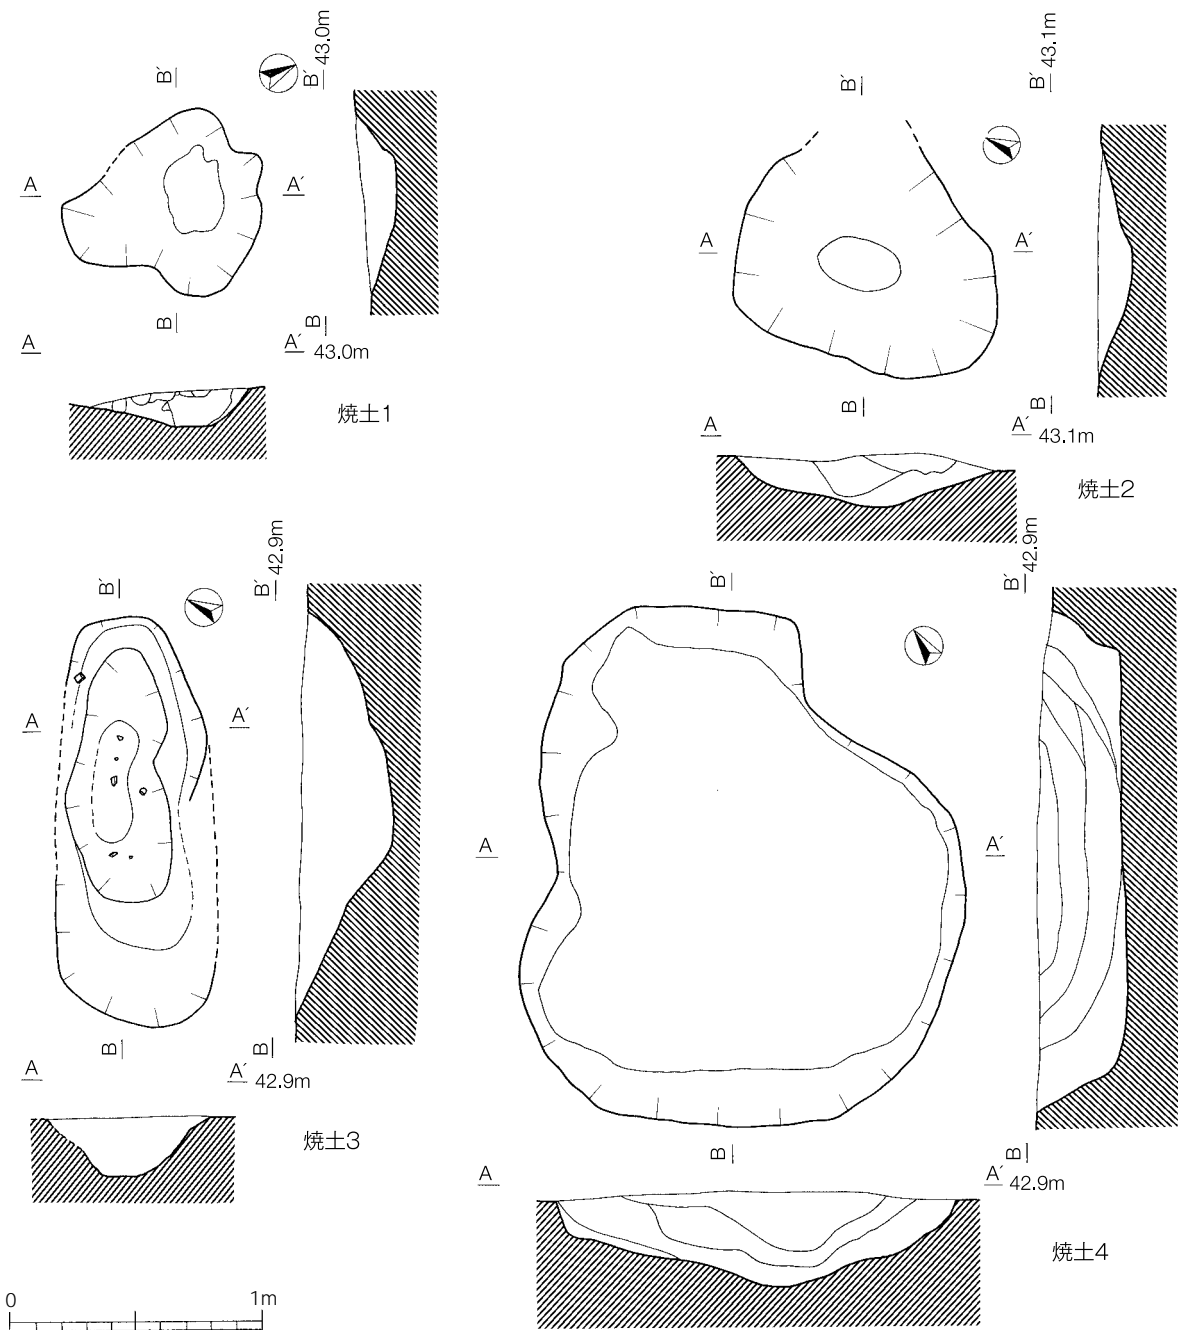 B′ 43.0m
B′
A
A′
B
B
A
A′ 43.0m
焼土1
B′
B′ 43.1m
A
A′
B
B
A
A′ 43.1m
焼土2
B′
B′ 42.9m
A
A′
B
B
A
A′ 42.9m
焼土3
B′
B′ 42.9m
A
A′
B
B
A
A′ 42.9m
焼土4
0 1m